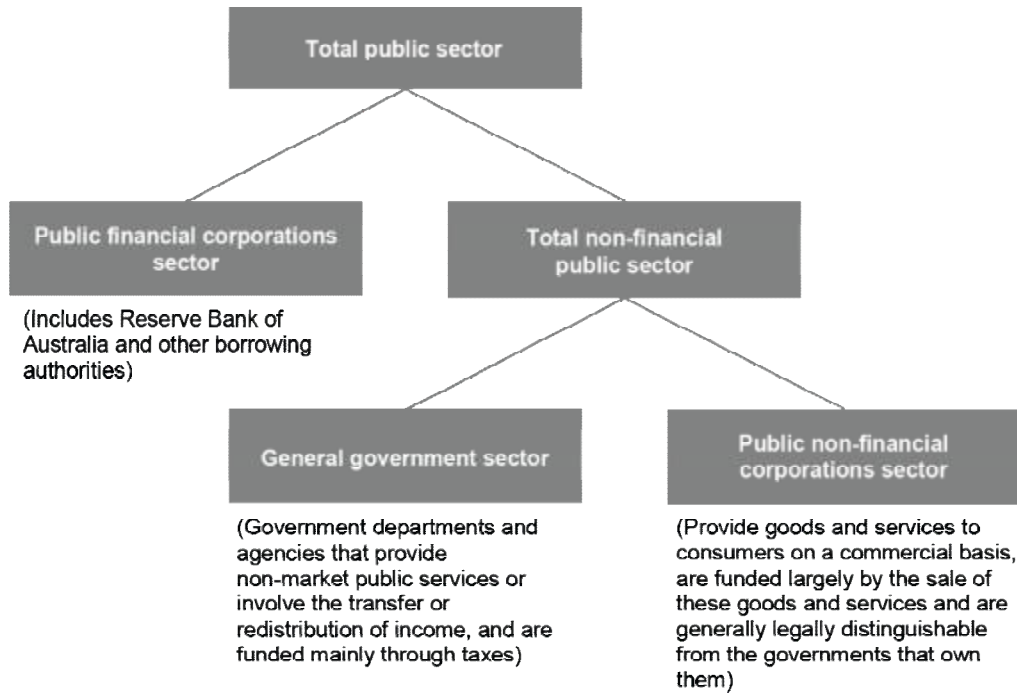 Total public sector
Public financial corporations
sector
Total non-financial
public sector
(Includes Reserve Bank of
Australia and other borrowing
authorities)
General government sector
Public non-financial
corporations sector
(Government departments and
agencies that provide
non-market public services or
involve the transfer or
redistribution of income, and are
funded mainly through taxes)
(Provide goods and services to
consumers on a commercial basis,
are funded largely by the sale of
these goods and services and are
generally legally distinguishable
from the governments that own
them)